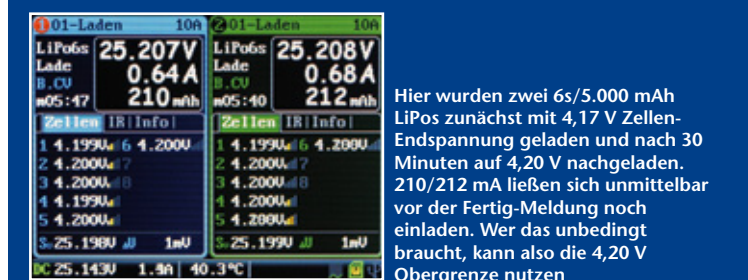 01-Laden 10A
LiPo6s 25.207V
Lade 0.64A
B.CV
m05:47 210mAh
Zellen IR|Info|
1 4.199V 6 4.200V
2 4.200V 7
3 4.200V 8
4 4.199V
5 4.200V
25.198V 1mV
2 01-Laden 10A
LiPo6s 25.208V
Lade 0.68A
B.CV
m05:40 212mAh
Zellen IR|Info|
1 4.199V 6 4.200V
2 4.200V 7
3 4.200V 8
4 4.200V
5 4.200V
25.199V 1mV
DC 25.143V 1.9A 40.3°C
Hier wurden zwei 6s/5.000 mAh
LiPos zunächst mit 4,17 V Zellen-
Endspannung geladen und nach 30
Minuten auf 4,20 V nachgeladen.
210/212 mA ließen sich unmittelbar
vor der Fertig-Meldung noch
einladen. Wer das unbedingt
braucht, kann also die 4,20 V
Obergrenze nutzen